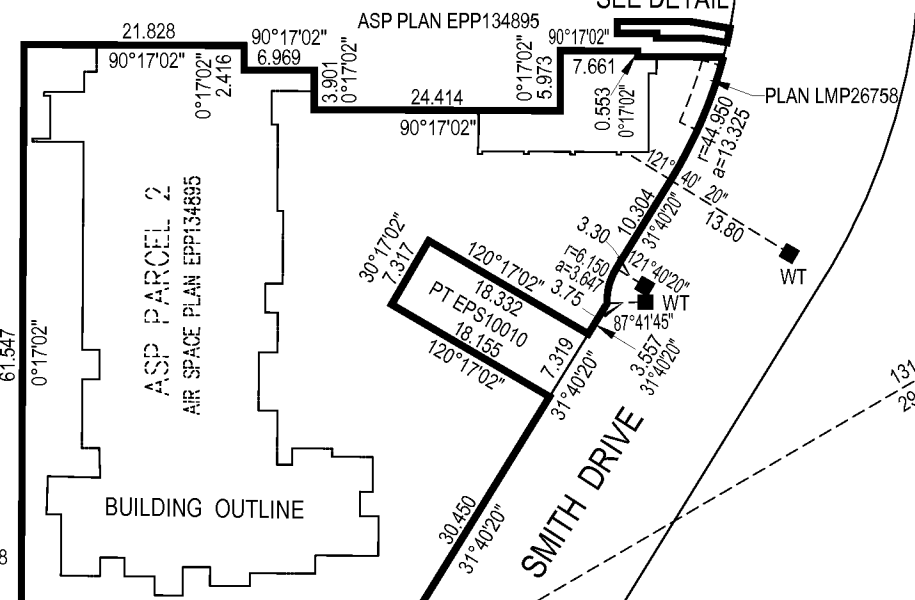 SEE DETAIL
ASP PLAN EPP134895
21.828
90°17'02"
90°17'02"
6.969
0°17'02"
2.416
3.901
0°17'02"
24.414
90°17'02"
0°17'02"
5.973
90°17'02"
7.661
0.553
0°17'02"
PLAN LMP26758
r=44.950
a=13.325
121° 40' 20"
13.80
WT
10.304
31°40'20"
3.30
r=6.150
a=3.647
3.75
121°40'20"
WT
87°41'45"
3.557
31°40'20"
30°17'02"
7.317
120°17'02"
18.332
PT EPS10010
18.155
120°17'02"
7.319
31°40'20"
ASP PARCEL 2
AIR SPACE PLAN EPP134895
61.547
0°17'02"
BUILDING OUTLINE
30.450
31°40'20"
SMITH DRIVE
131
29
8